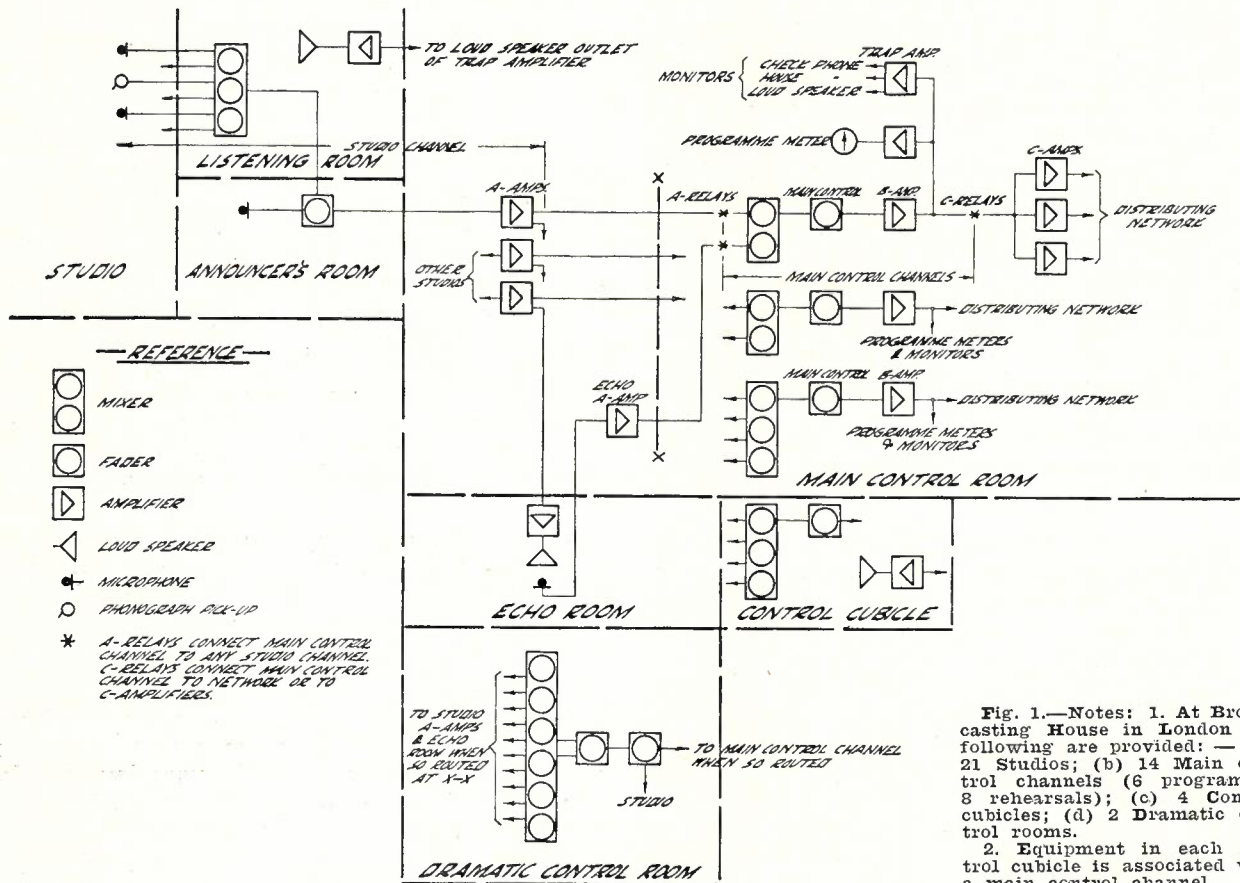 TO LOUD SPEAKER OUTLET
OF TRAP AMPLIFIER
STUDIO CHANNEL
LISTENING ROOM
STUDIO
ANNOUNCER'S ROOM
A-AMPS
OTHER
STUDIOS
MONITORS
TRAP AMP.
CHECK PHONE
HOUSE "
LOUD SPEAKER
PROGRAMME METER
A-RELAYS
MAIN CONTROL
B-AMP.
C-RELAYS
C-AMPS
DISTRIBUTING
NETWORK
MAIN CONTROL CHANNELS
DISTRIBUTING NETWORK
PROGRAMME METERS
& MONITORS
ECHO
A-AMP
MAIN CONTROL
B-AMP.
DISTRIBUTING NETWORK
PROGRAMME METERS
& MONITORS
MAIN CONTROL ROOM
X
X
REFERENCE
MIXER
FADER
AMPLIFIER
LOUD SPEAKER
MICROPHONE
PHONOGRAPH PICK-UP
* A-RELAYS CONNECT MAIN CONTROL
CHANNEL TO ANY STUDIO CHANNEL.
C-RELAYS CONNECT MAIN CONTROL
CHANNEL TO NETWORK OR TO
C-AMPLIFIERS.
ECHO ROOM
CONTROL CUBICLE
TO STUDIO
A-AMPS
& ECHO
ROOM WHEN
SO ROUTED
AT X-X
TO MAIN CONTROL CHANNEL
WHEN SO ROUTED
STUDIO
DRAMATIC CONTROL ROOM
Fig. 1.—Notes: 1. At Bro
casting House in London
following are provided: —
21 Studios; (b) 14 Main
trol channels (6 program
8 rehearsals); (c) 4 Con
cubicles; (d) 2 Dramatic
trol rooms.
2. Equipment in each
trol cubicle is associated
a main control channel